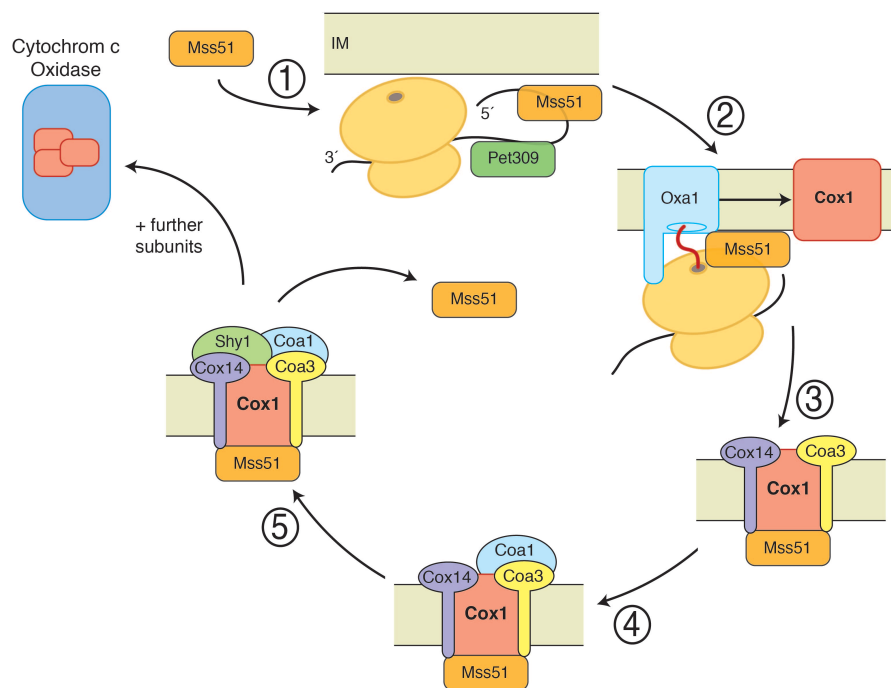 Cytochrom c
Oxidase
Mss51
1
IM
5´
Mss51
3´
Pet309
2
Oxa1
Cox1
Mss51
+ further
subunits
Mss51
Shy1
Coa1
Cox14
Coa3
Cox1
Mss51
3
Cox14
Coa3
Cox1
Mss51
5
Coa1
Cox14
Coa3
Cox1
Mss51
4